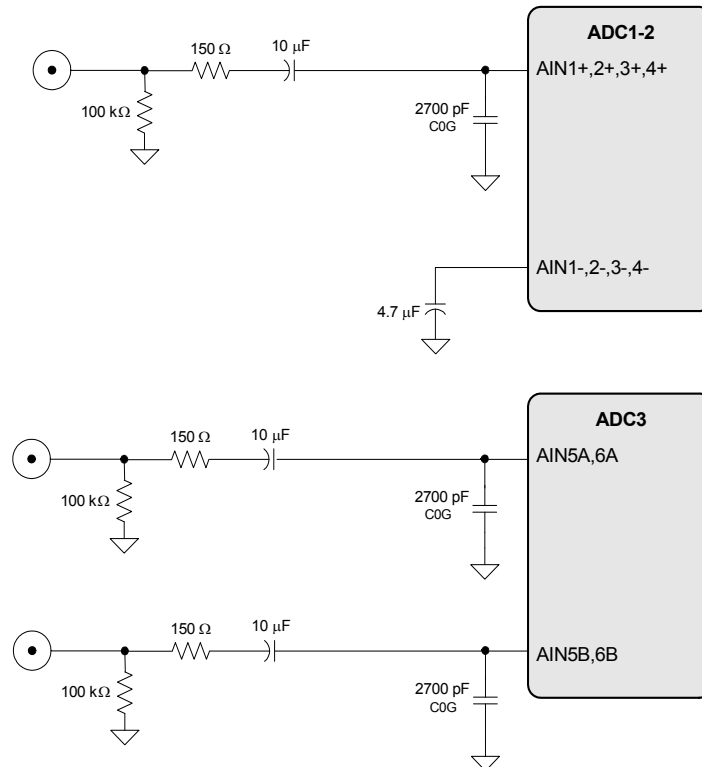 ADC1-2
150 Ω
10 μF
AIN1+,2+,3+,4+
100 kΩ
2700 pF
C0G
AIN1-,2-,3-,4-
4.7 μF
ADC3
150 Ω
10 μF
AIN5A,6A
100 kΩ
2700 pF
C0G
150 Ω
10 μF
AIN5B,6B
100 kΩ
2700 pF
C0G